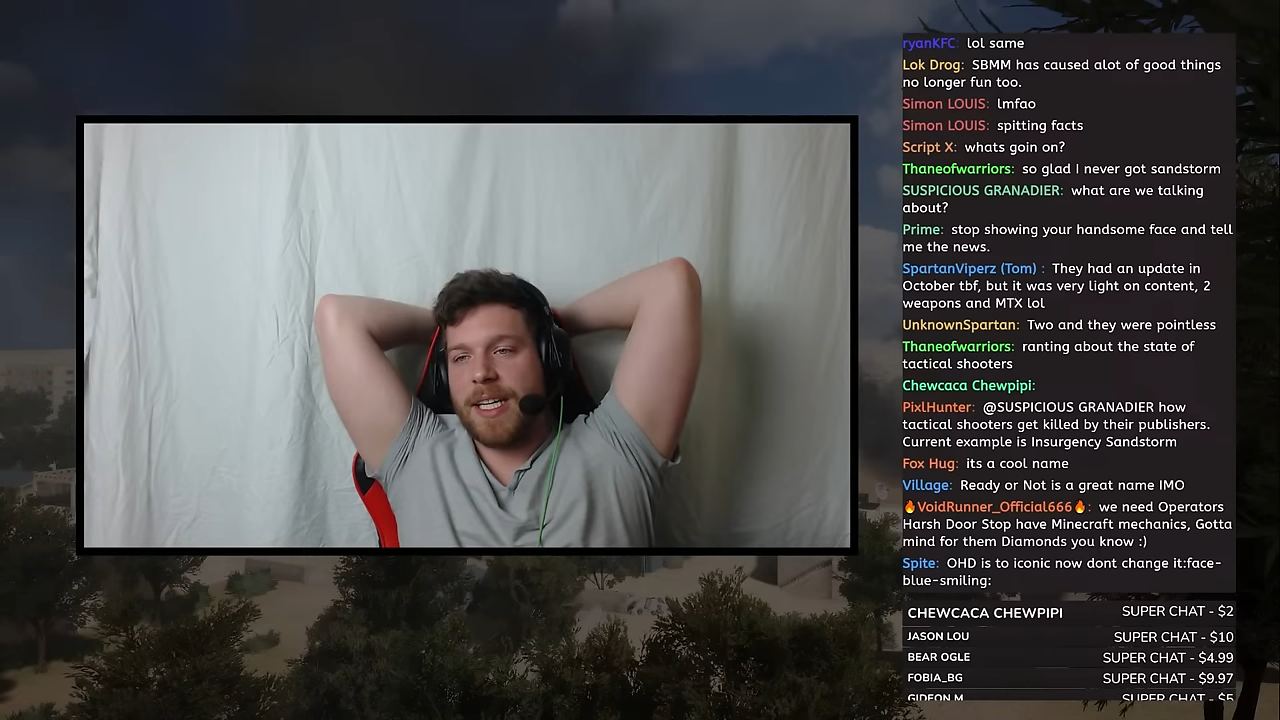 ryanKFC: lol same
Lok Drog: SBMM has caused alot of good things
no longer fun too.
Simon LOUIS: lmfao
Simon LOUIS: spitting facts
Script X: whats goin on?
Thaneofwarriors: so glad I never got sandstorm
SUSPICIOUS GRANADIER: what are we talking
about?
Prime: stop showing your handsome face and tell
me the news.
SpartanViperz (Tom) : They had an update in
October tbf, but it was very light on content, 2
weapons and MTX lol
UnknownSpartan: Two and they were pointless
Thaneofwarriors: ranting about the state of
tactical shooters
Chewcaca Chewpipi:
PixlHunter: @SUSPICIOUS GRANADIER how
tactical shooters get killed by their publishers.
Current example is Insurgency Sandstorm
Fox Hug: its a cool name
Village: Ready or Not is a great name IMO
🔥VoidRunner_Official666🔥: we need Operators
Harsh Door Stop have Minecraft mechanics, Gotta
mind for them Diamonds you know :)
Spite: OHD is to iconic now dont change it:face-
blue-smiling:
CHEWCACA CHEWPIPI SUPER CHAT - $2
JASON LOU SUPER CHAT - $10
BEAR OGLE SUPER CHAT - $4.99
FOBIA_BG SUPER CHAT - $9.97
GIDEON M SUPER CHAT - $5